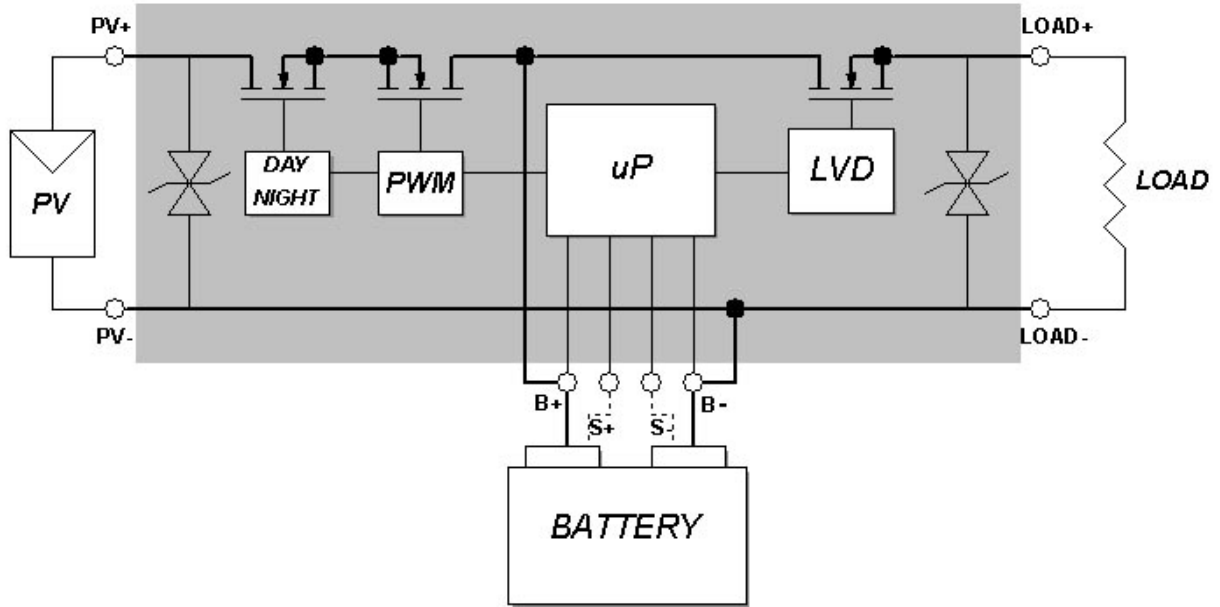 PV+
LOAD+
PV
DAY
NIGHT
PWM
uP
LVD
LOAD
PV-
LOAD-
B+
S+
S-
B-
BATTERY